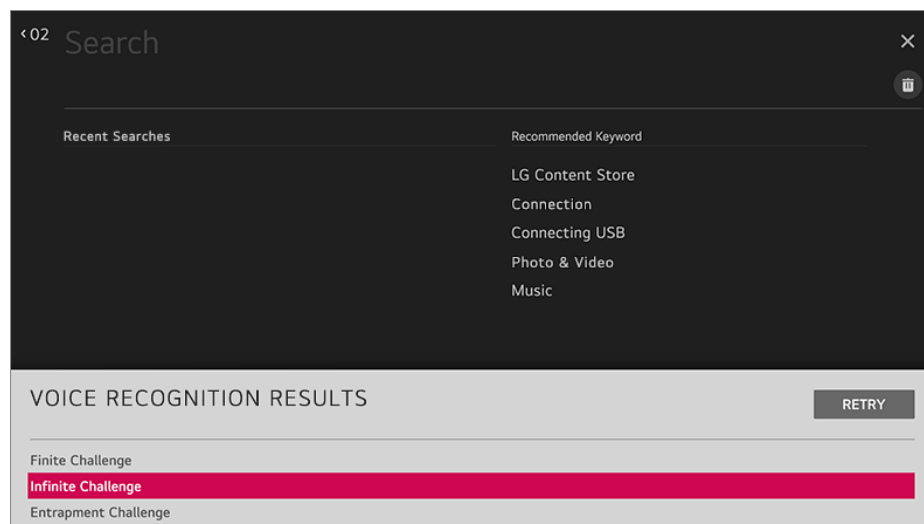 ‹02 Search
Recent Searches
Recommended Keyword
LG Content Store
Connection
Connecting USB
Photo & Video
Music
VOICE RECOGNITION RESULTS
RETRY
Finite Challenge
Infinite Challenge
Entrapment Challenge